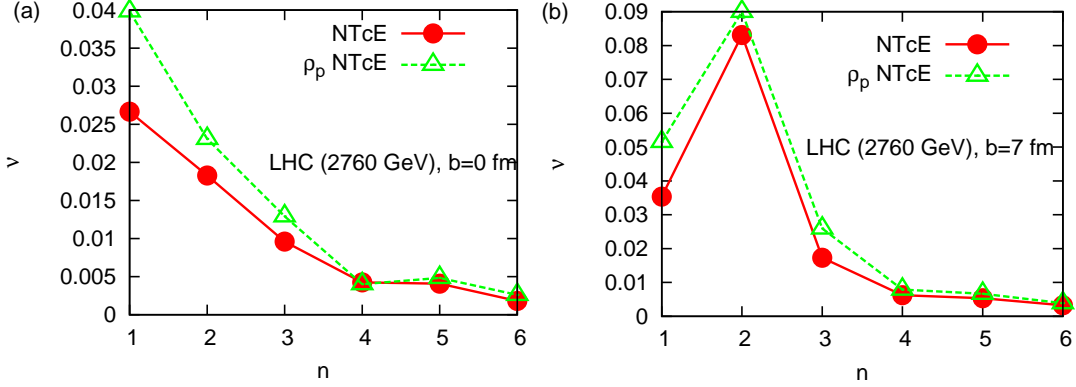 (a)
0.04
0.035
0.03
0.025
0.02
0.015
0.01
0.005
0
ν
1 2 3 4 5 6
n
NTcE
ρp NTcE
LHC (2760 GeV), b=0 fm
(b)
0.09
0.08
0.07
0.06
0.05
0.04
0.03
0.02
0.01
0
ν
1 2 3 4 5 6
n
NTcE
ρp NTcE
LHC (2760 GeV), b=7 fm